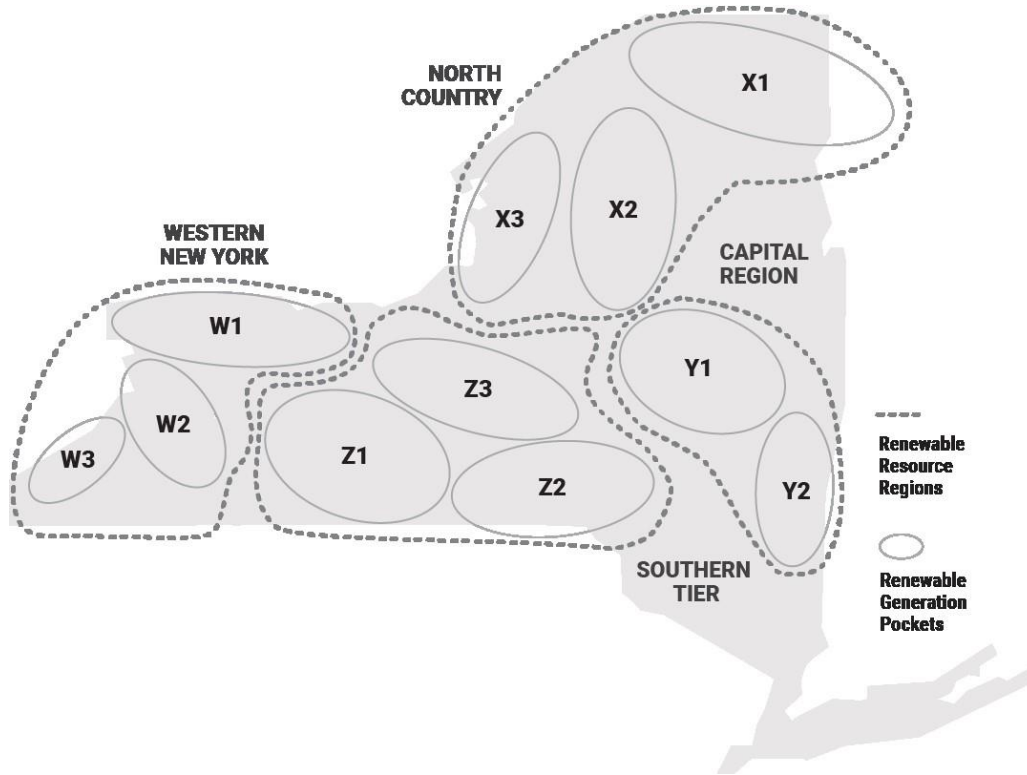 NORTH
COUNTRY
X1
X3
X2
WESTERN
NEW YORK
CAPITAL
REGION
W1
Y1
Z3
W2
W3
Z1
Z2
Y2
SOUTHERN
TIER
Renewable
Resource
Regions
Renewable
Generation
Pockets